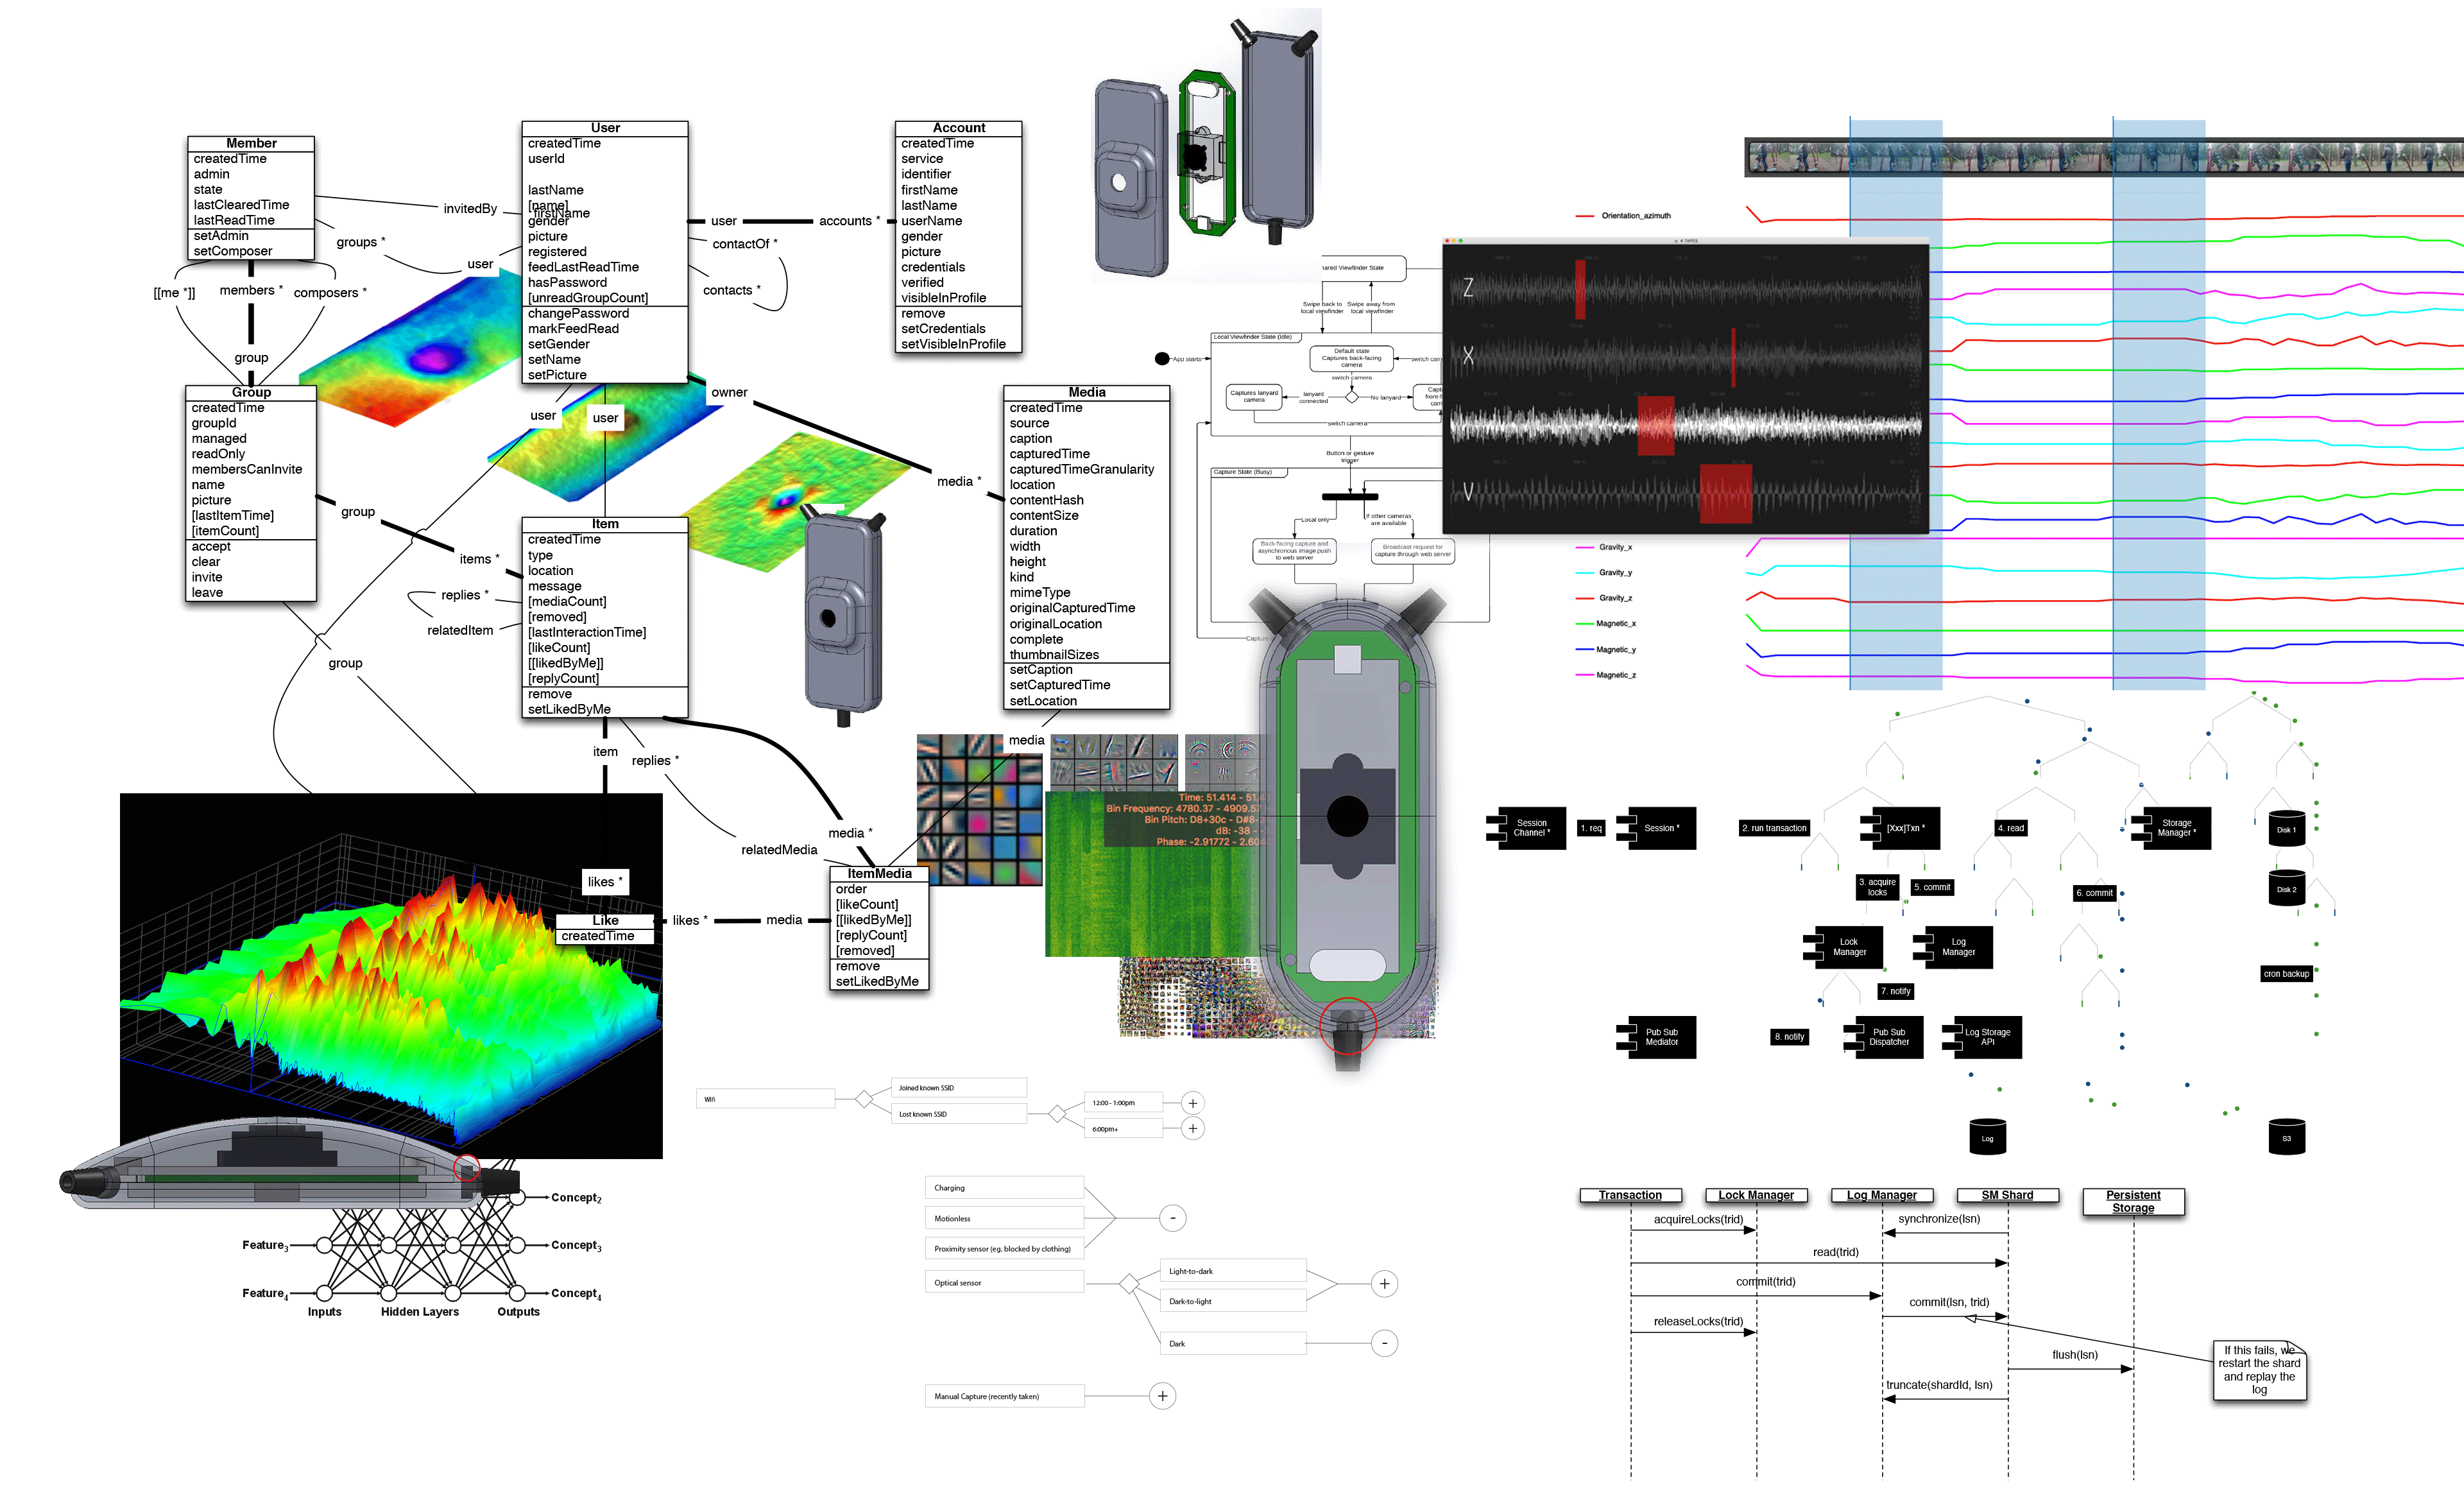 Member
createdTime
admin
state
lastClearedTime
lastReadTime
setAdmin
setComposer
User
createdTime
userId
lastName
[name]
firstName
gender
picture
registered
feedLastReadTime
hasPassword
[unreadGroupCount]
changePassword
markFeedRead
setGender
setName
setPicture
Account
createdTime
service
identifier
firstName
lastName
userName
gender
picture
credentials
verified
visibleInProfile
remove
setCredentials
setVisibleInProfile
invitedBy
groups *
user
user
accounts *
contactOf *
contacts *
[[me *]]
members *
composers *
group
Group
createdTime
groupId
managed
readOnly
membersCanInvite
name
picture
[lastItemTime]
[itemCount]
accept
clear
invite
leave
user
user
owner
media *
group
items *
replies *
relatedItem
group
Item
createdTime
type
location
message
[mediaCount]
[removed]
[lastInteractionTime]
[likeCount]
[[likedByMe]]
[replyCount]
remove
setLikedByMe
Media
createdTime
source
caption
capturedTime
capturedTimeGranularity
location
contentHash
contentSize
duration
width
height
kind
mimeType
originalCapturedTime
originalLocation
complete
thumbnailSizes
setCaption
setCapturedTime
setLocation
media
item
replies *
media *
relatedMedia
likes *
Like
createdTime
likes *
media
ItemMedia
order
[likeCount]
[[likedByMe]]
[replyCount]
[removed]
remove
setLikedByMe
Viewfinder State
Swipe back to
local viewfinder
Swipe away from
local viewfinder
Local Viewfinder State (Idle)
App starts
Default state
Captures back-facing
camera
switch camera
Captures lanyard
camera
lanyard
connected
No lanyard
switch camera
Button or gesture
trigger
Capture State (Busy)
Local only
If other cameras
are available
Back-facing capture and
asynchronous image push
to web server
Broadcast request for
capture through web server
Capture
4 TAPES
Z
X
Y
V
Orientation_azimuth
Gravity_x
Gravity_y
Gravity_z
Magnetic_x
Magnetic_y
Magnetic_z
Time: 51.414 - 51.4
Bin Frequency: 4780.37 - 4909.57
Bin Pitch: D8+30c - D#8-
dB: -38 -
Phase: -2.91772 - 2.604
Session
Channel *
1. req
Session *
2. run transaction
[Xxx]Txn *
4. read
Storage
Manager *
Disk 1
3. acquire
locks
5. commit
6. commit
Disk 2
Lock
Manager
Log
Manager
cron backup
7. notify
Pub Sub
Mediator
8. notify
Pub Sub
Dispatcher
Log Storage
API
Log
S3
Concept2
Feature3
Concept3
Feature4
Concept4
Inputs
Hidden Layers
Outputs
Wifi
Joined known SSID
Lost known SSID
12:00 - 1:00pm
+
6:00pm+
+
Charging
Motionless
-
Proximity sensor (eg. blocked by clothing)
Optical sensor
Light-to-dark
+
Dark-to-light
Dark
-
Manual Capture (recently taken)
+
Transaction
Lock Manager
Log Manager
SM Shard
Persistent
Storage
acquireLocks(trid)
synchronize(lsn)
read(trid)
commit(trid)
commit(lsn, trid)
releaseLocks(trid)
flush(lsn)
truncate(shardId, lsn)
If this fails, we
restart the shard
and replay the
log